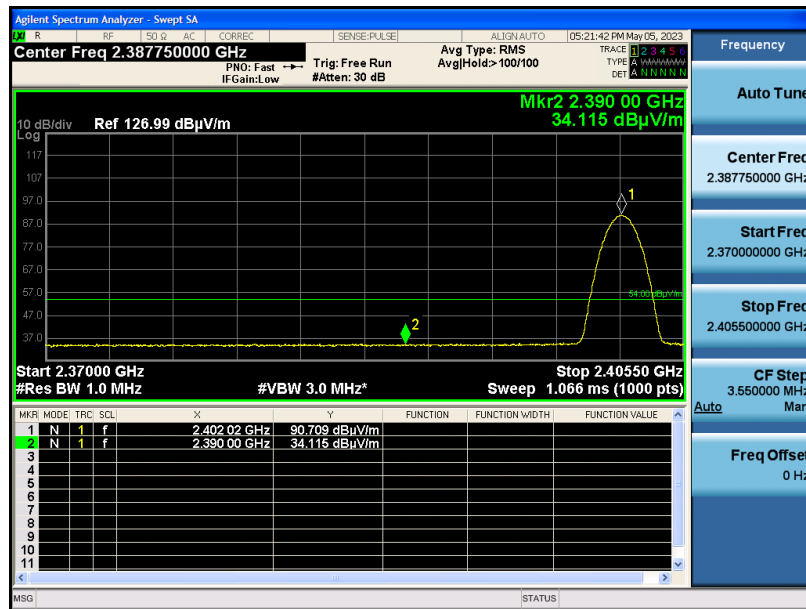 Agilent Spectrum Analyzer - Swept SA
LXI R RF 50 Ω AC CORREC SENSE:PULSE ALIGN AUTO 05:21:42 PM May 05, 2023
Center Freq 2.387750000 GHz
PNO: Fast
IFGain:Low
Trig: Free Run
#Atten: 30 dB
Avg Type: RMS
Avg|Hold:>100/100
TRACE 1 2 3 4 5 6
TYPE A WWWWW
DET A N N N N N
Mkr2 2.390 00 GHz
34.115 dBµV/m
10 dB/div Ref 126.99 dBµV/m
Log
117
107
97.0
87.0
77.0
67.0
57.0
47.0
37.0
1
54.00 dBµV/m
2
Start 2.37000 GHz Stop 2.40550 GHz
#Res BW 1.0 MHz #VBW 3.0 MHz* Sweep 1.066 ms (1000 pts)
MKR MODE TRC SCL X Y FUNCTION FUNCTION WIDTH FUNCTION VALUE
1 N 1 f 2.402 02 GHz 90.709 dBµV/m
2 N 1 f 2.390 00 GHz 34.115 dBµV/m
3
4
5
6
7
8
9
10
11
MSG STATUS
Frequency
Auto Tune
Center Freq
2.387750000 GHz
Start Freq
2.370000000 GHz
Stop Freq
2.405500000 GHz
CF Step
3.550000 MHz
Auto Man
Freq Offset
0 Hz